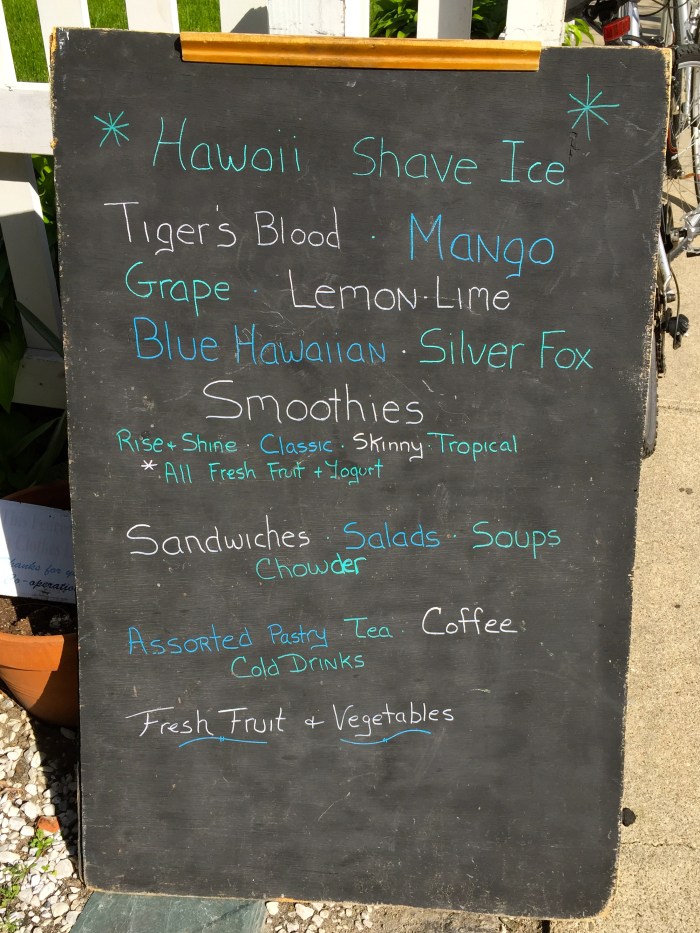 * Hawaii Shave Ice *
Tiger's Blood · Mango
Grape · Lemon·Lime
Blue Hawaiian · Silver Fox
Smoothies
Rise + Shine · Classic · Skinny · Tropical
* All Fresh Fruit + Yogurt
Sandwiches · Salads · Soups
Chowder
Assorted Pastry · Tea · Coffee
Cold Drinks
Fresh Fruit & Vegetables
for